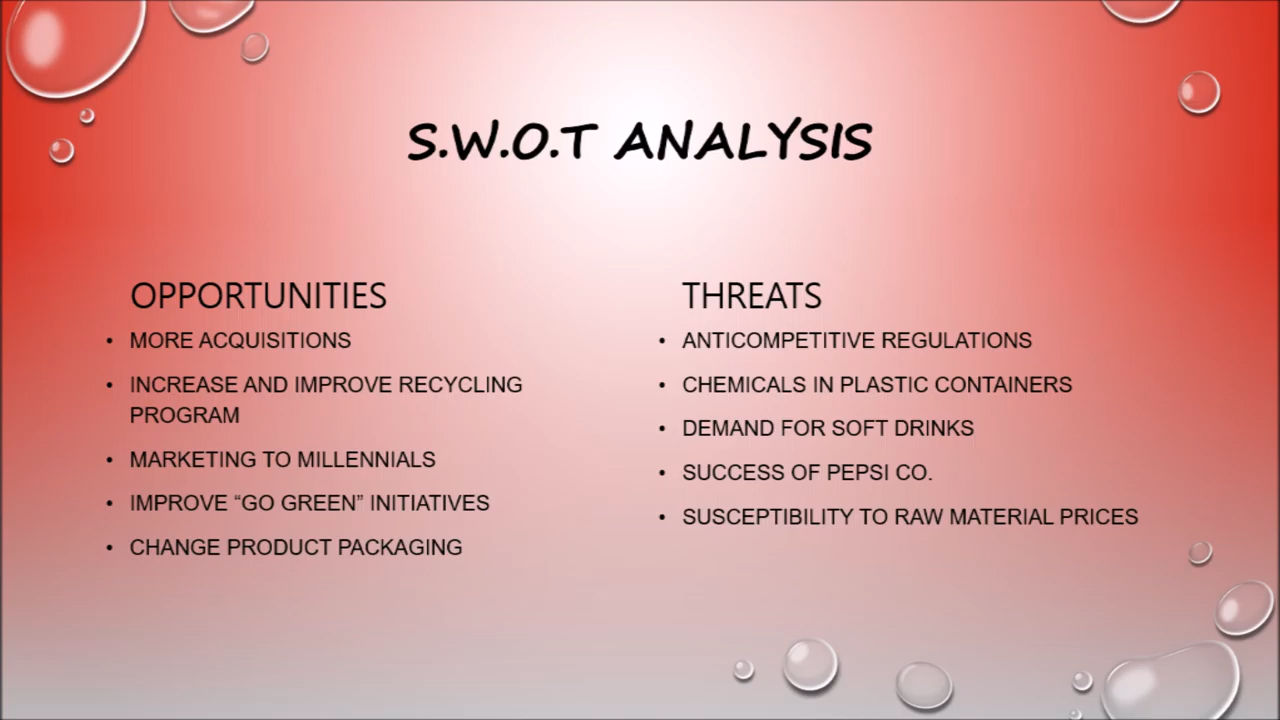 S.W.O.T ANALYSIS
OPPORTUNITIES
• MORE ACQUISITIONS
• INCREASE AND IMPROVE RECYCLING
PROGRAM
• MARKETING TO MILLENNIALS
• IMPROVE “GO GREEN” INITIATIVES
• CHANGE PRODUCT PACKAGING
THREATS
• ANTICOMPETITIVE REGULATIONS
• CHEMICALS IN PLASTIC CONTAINERS
• DEMAND FOR SOFT DRINKS
• SUCCESS OF PEPSI CO.
• SUSCEPTIBILITY TO RAW MATERIAL PRICES